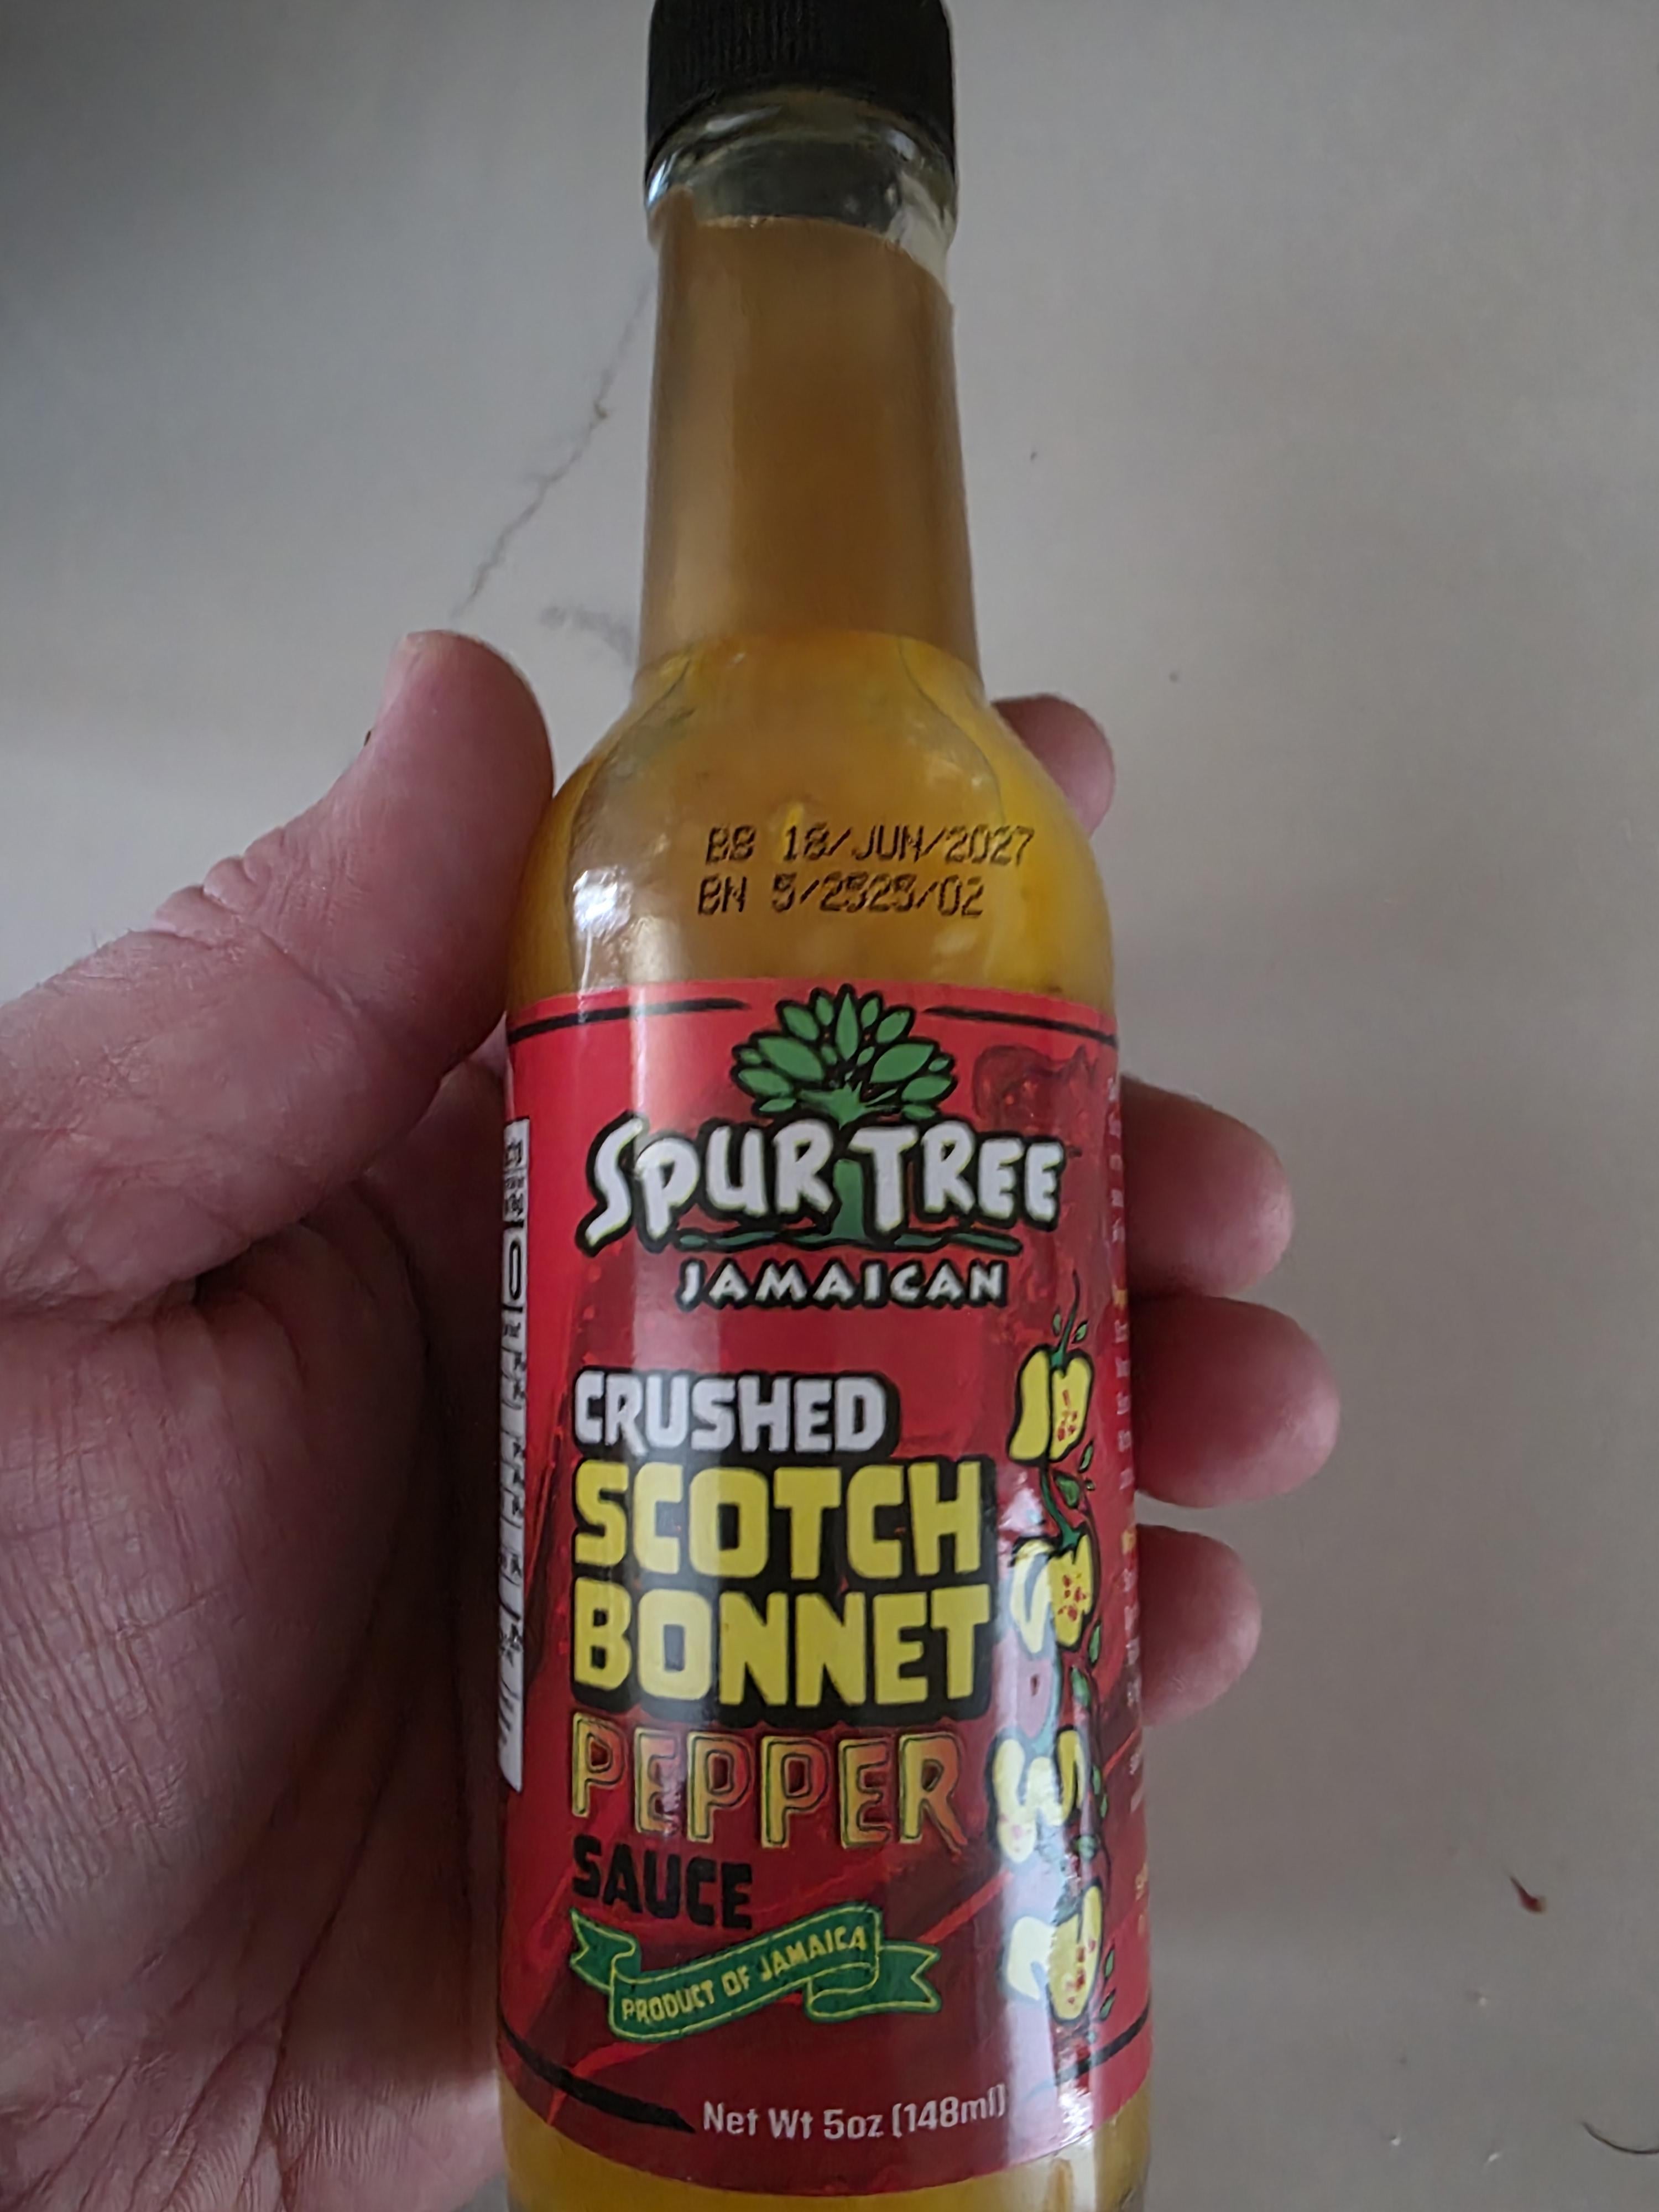 BB 18/JUN/2027
BN 5/2525/02
SPUR TREE
JAMAICAN
CRUSHED
SCOTCH
BONNET
PEPPER
SAUCE
PRODUCT OF JAMAICA
Net Wt 5oz (148ml)